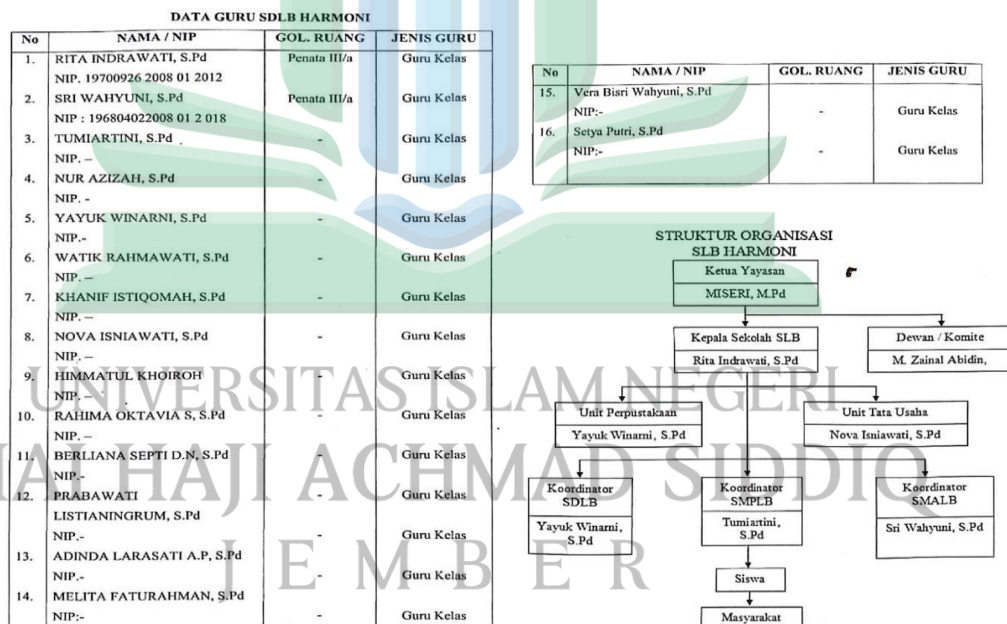 DATA GURU SDLB HARMONI
No NAMA / NIP GOL. RUANG JENIS GURU
1. RITA INDRAWATI, S.Pd Penata III/a Guru Kelas
NIP. 19700926 2008 01 2012
2. SRI WAHYUNI, S.Pd Penata III/a Guru Kelas
NIP : 196804022008 01 2 018
3. TUMIARTINI, S.Pd - Guru Kelas
NIP. –
4. NUR AZIZAH, S.Pd - Guru Kelas
NIP. -
5. YAYUK WINARNI, S.Pd - Guru Kelas
NIP.-
6. WATIK RAHMAWATI, S.Pd - Guru Kelas
NIP. –
7. KHANIF ISTIQOMAH, S.Pd - Guru Kelas
NIP. –
8. NOVA ISNIAWATI, S.Pd - Guru Kelas
NIP. –
9. HIMMATUL KHOIROH - Guru Kelas
NIP. –
10. RAHIMA OKTAVIA S, S.Pd - Guru Kelas
NIP. –
11. BERLIANA SEPTI D.N, S.Pd - Guru Kelas
NIP.-
12. PRABAWATI
LISTIANINGRUM, S.Pd
NIP.- - Guru Kelas
13. ADINDA LARASATI A.P, S.Pd
NIP.- - Guru Kelas
14. MELITA FATURAHMAN, S.Pd
NIP:- - Guru Kelas
No NAMA / NIP GOL. RUANG JENIS GURU
15. Vera Bisri Wahyuni, S.Pd
NIP:- - Guru Kelas
16. Setya Putri, S.Pd
NIP:- - Guru Kelas
STRUKTUR ORGANISASI
SLB HARMONI
Ketua Yayasan
MISERI, M.Pd
Kepala Sekolah SLB
Rita Indrawati, S.Pd
Dewan / Komite
M. Zainal Abidin,
Unit Perpustakaan
Yayuk Winarni, S.Pd
Unit Tata Usaha
Nova Isniawati, S.Pd
Koordinator
SDLB
Yayuk Winarni,
S.Pd
Koordinator
SMPLB
Tumiartini,
S.Pd
Koordinator
SMALB
Sri Wahyuni, S.Pd
Siswa
Masyarakat
UNIVERSITAS ISLAM NEGERI
HAJI ACHMAD SIDDIQ
JEMBER